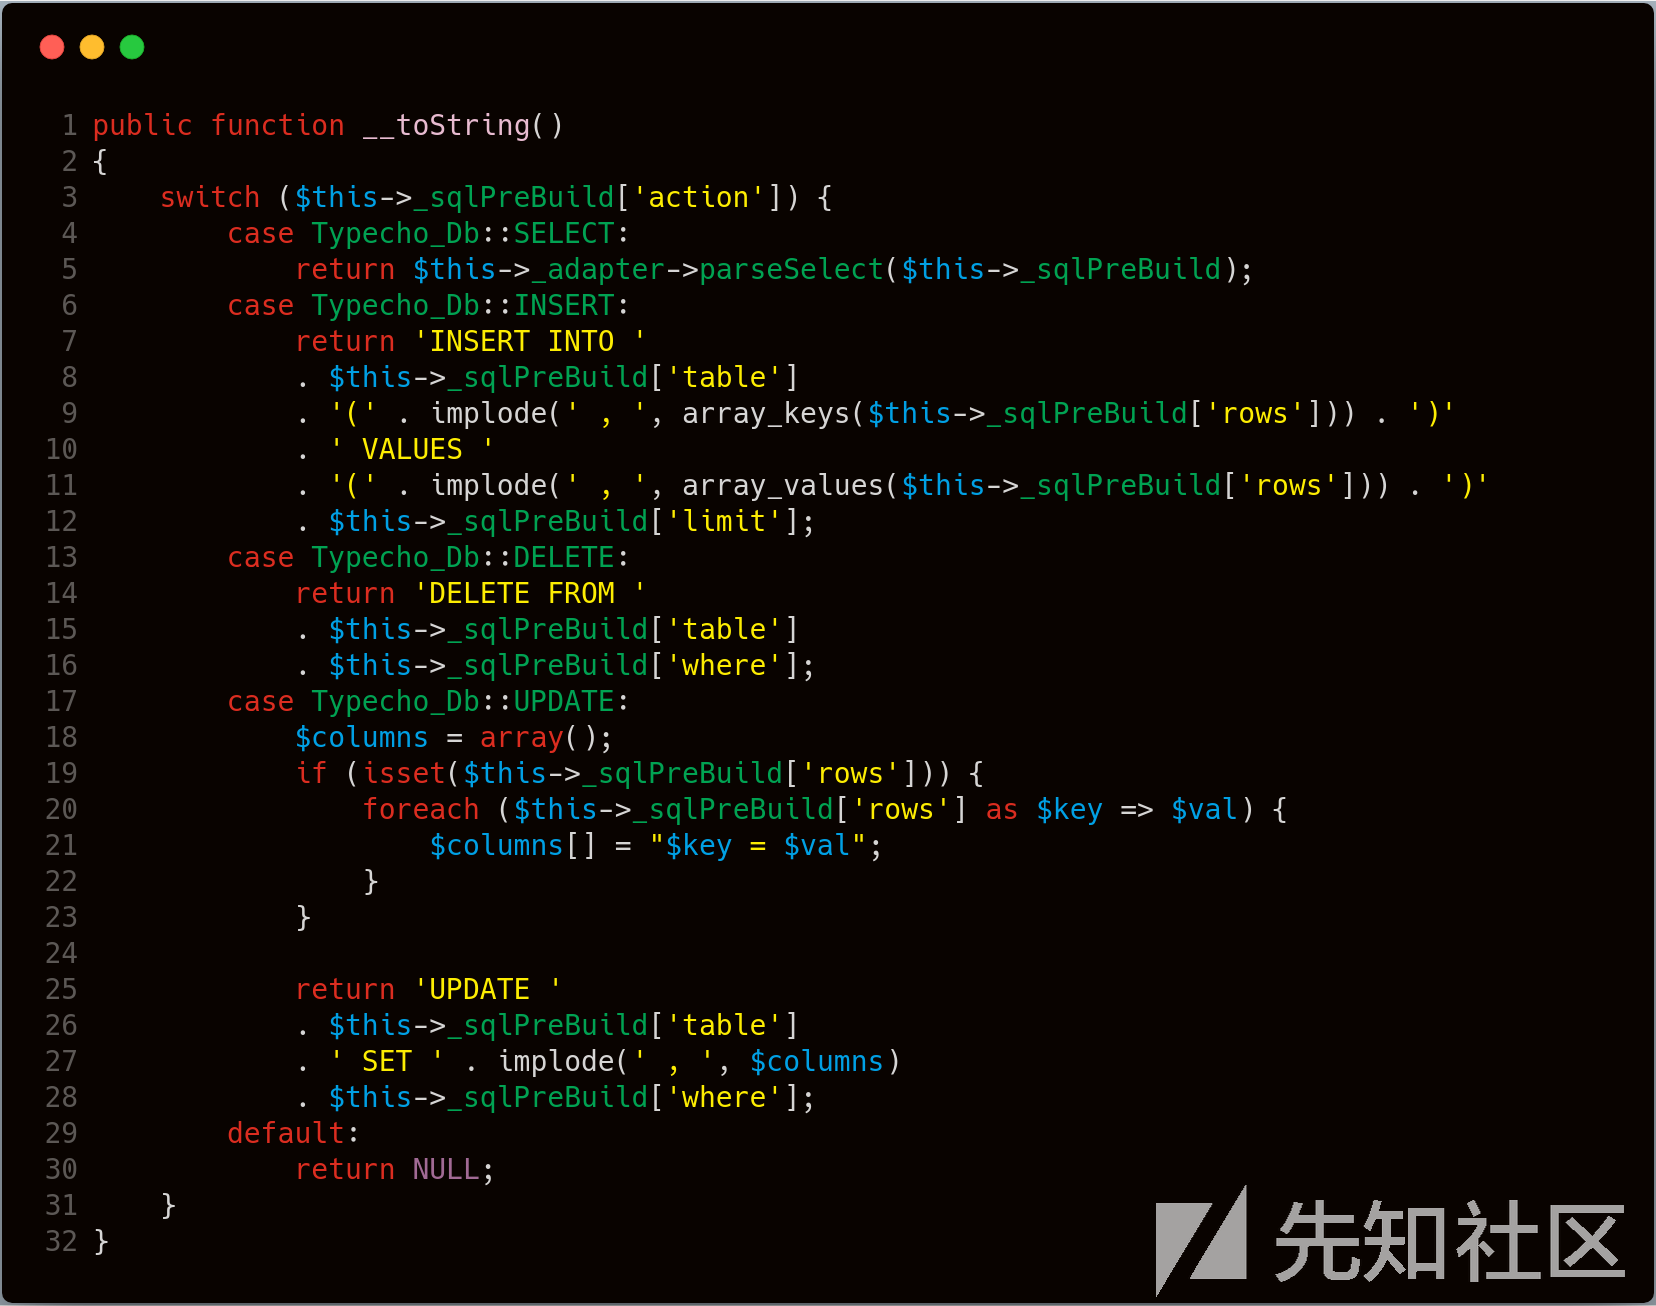 1 public function __toString()
2 {
3     switch ($this->_sqlPreBuild['action']) {
4         case Typecho_Db::SELECT:
5             return $this->_adapter->parseSelect($this->_sqlPreBuild);
6         case Typecho_Db::INSERT:
7             return 'INSERT INTO '
8             . $this->_sqlPreBuild['table']
9             . '(' . implode(' , ', array_keys($this->_sqlPreBuild['rows'])) . ')'
10             . ' VALUES '
11             . '(' . implode(' , ', array_values($this->_sqlPreBuild['rows'])) . ')'
12             . $this->_sqlPreBuild['limit'];
13         case Typecho_Db::DELETE:
14             return 'DELETE FROM '
15             . $this->_sqlPreBuild['table']
16             . $this->_sqlPreBuild['where'];
17         case Typecho_Db::UPDATE:
18             $columns = array();
19             if (isset($this->_sqlPreBuild['rows'])) {
20                 foreach ($this->_sqlPreBuild['rows'] as $key => $val) {
21                     $columns[] = "$key = $val";
22                 }
23             }
24
25             return 'UPDATE '
26             . $this->_sqlPreBuild['table']
27             . ' SET ' . implode(' , ', $columns)
28             . $this->_sqlPreBuild['where'];
29         default:
30             return NULL;
31     }
32 }
先知社区